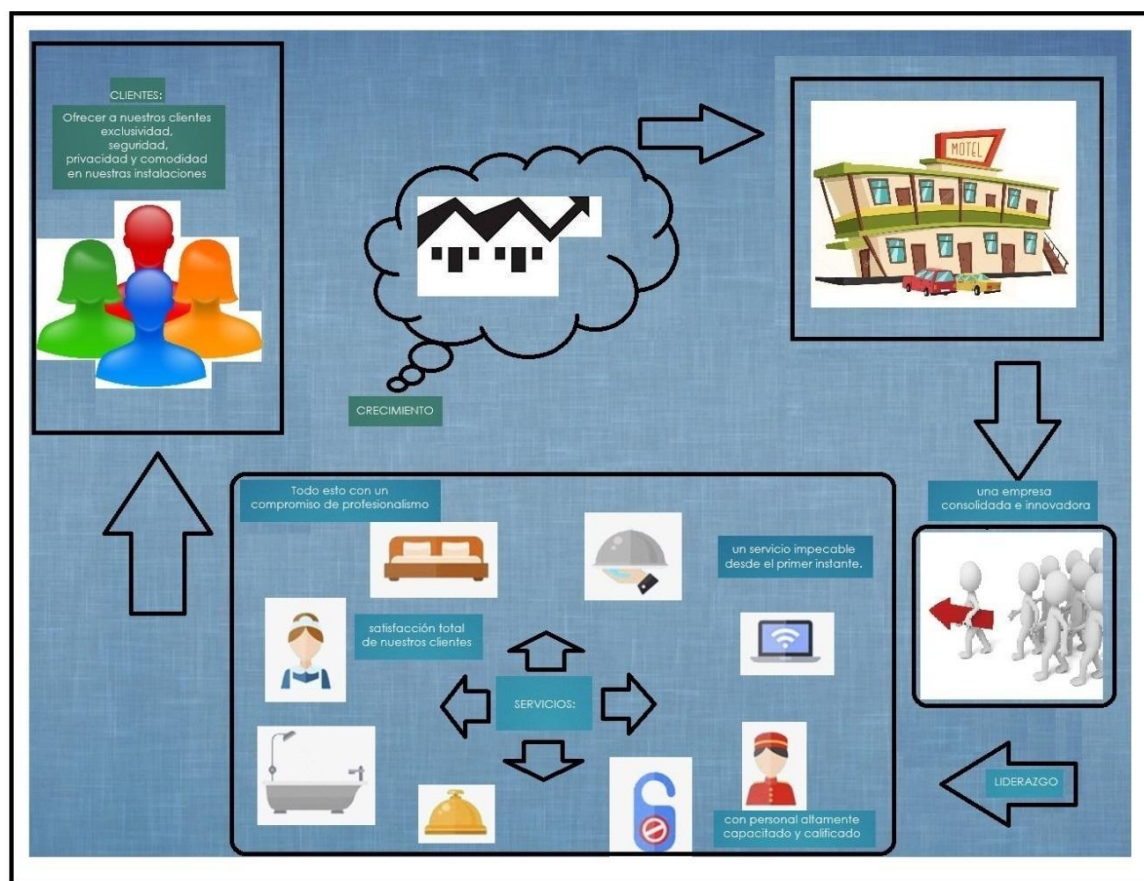 CLIENTES:
Ofrecer a nuestros clientes
exclusividad,
seguridad,
privacidad y comodidad
en nuestras instalaciones
CRECIMIENTO
MOTEL
una empresa
consolidada e innovadora
LIDERAZGO
Todo esto con un
compromiso de profesionalismo
un servicio impecable
desde el primer instante.
satisfacción total
de nuestros clientes
SERVICIOS:
con personal altamente
capacitado y calificado